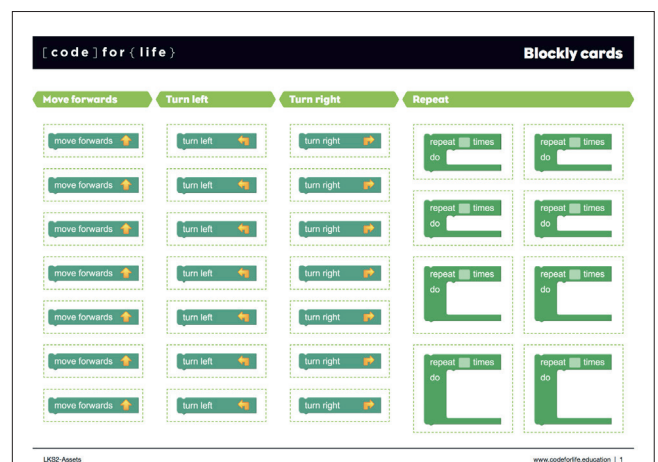 [code]for{life}
Blockly cards
Move forwards Turn left Turn right Repeat
move forwards turn left turn right repeat times repeat times
do do
move forwards turn left turn right
repeat times repeat times
move forwards turn left turn right do do
move forwards turn left turn right repeat times repeat times
do do
move forwards turn left turn right
move forwards turn left turn right repeat times repeat times
do do
move forwards turn left turn right
LKS2-Assets www.codeforlife.education | 1